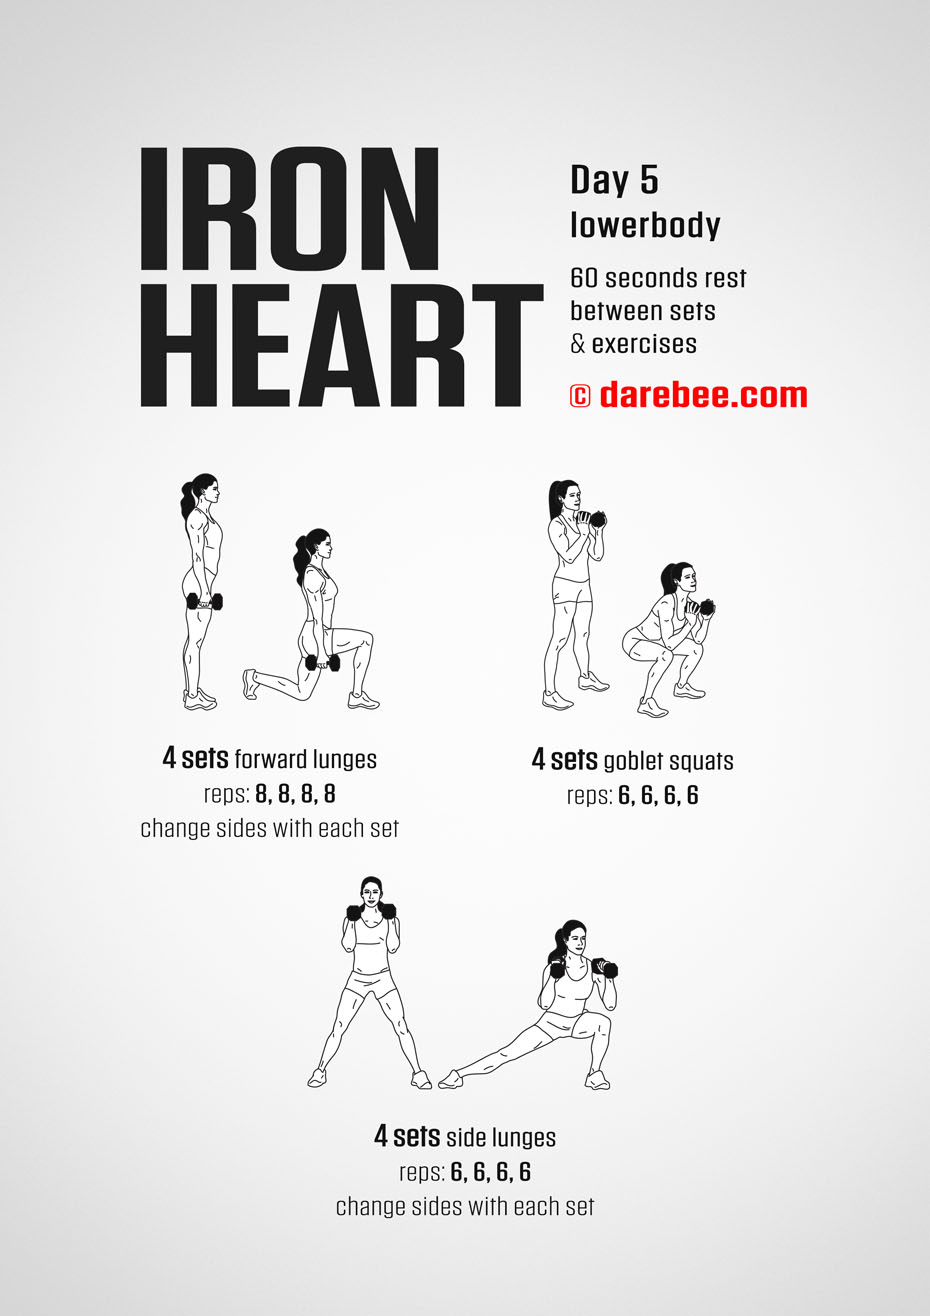 IRON
HEART
Day 5
lowerbody
60 seconds rest
between sets
& exercises
© darebee.com
4 sets forward lunges
reps: 8, 8, 8, 8
change sides with each set
4 sets goblet squats
reps: 6, 6, 6, 6
4 sets side lunges
reps: 6, 6, 6, 6
change sides with each set